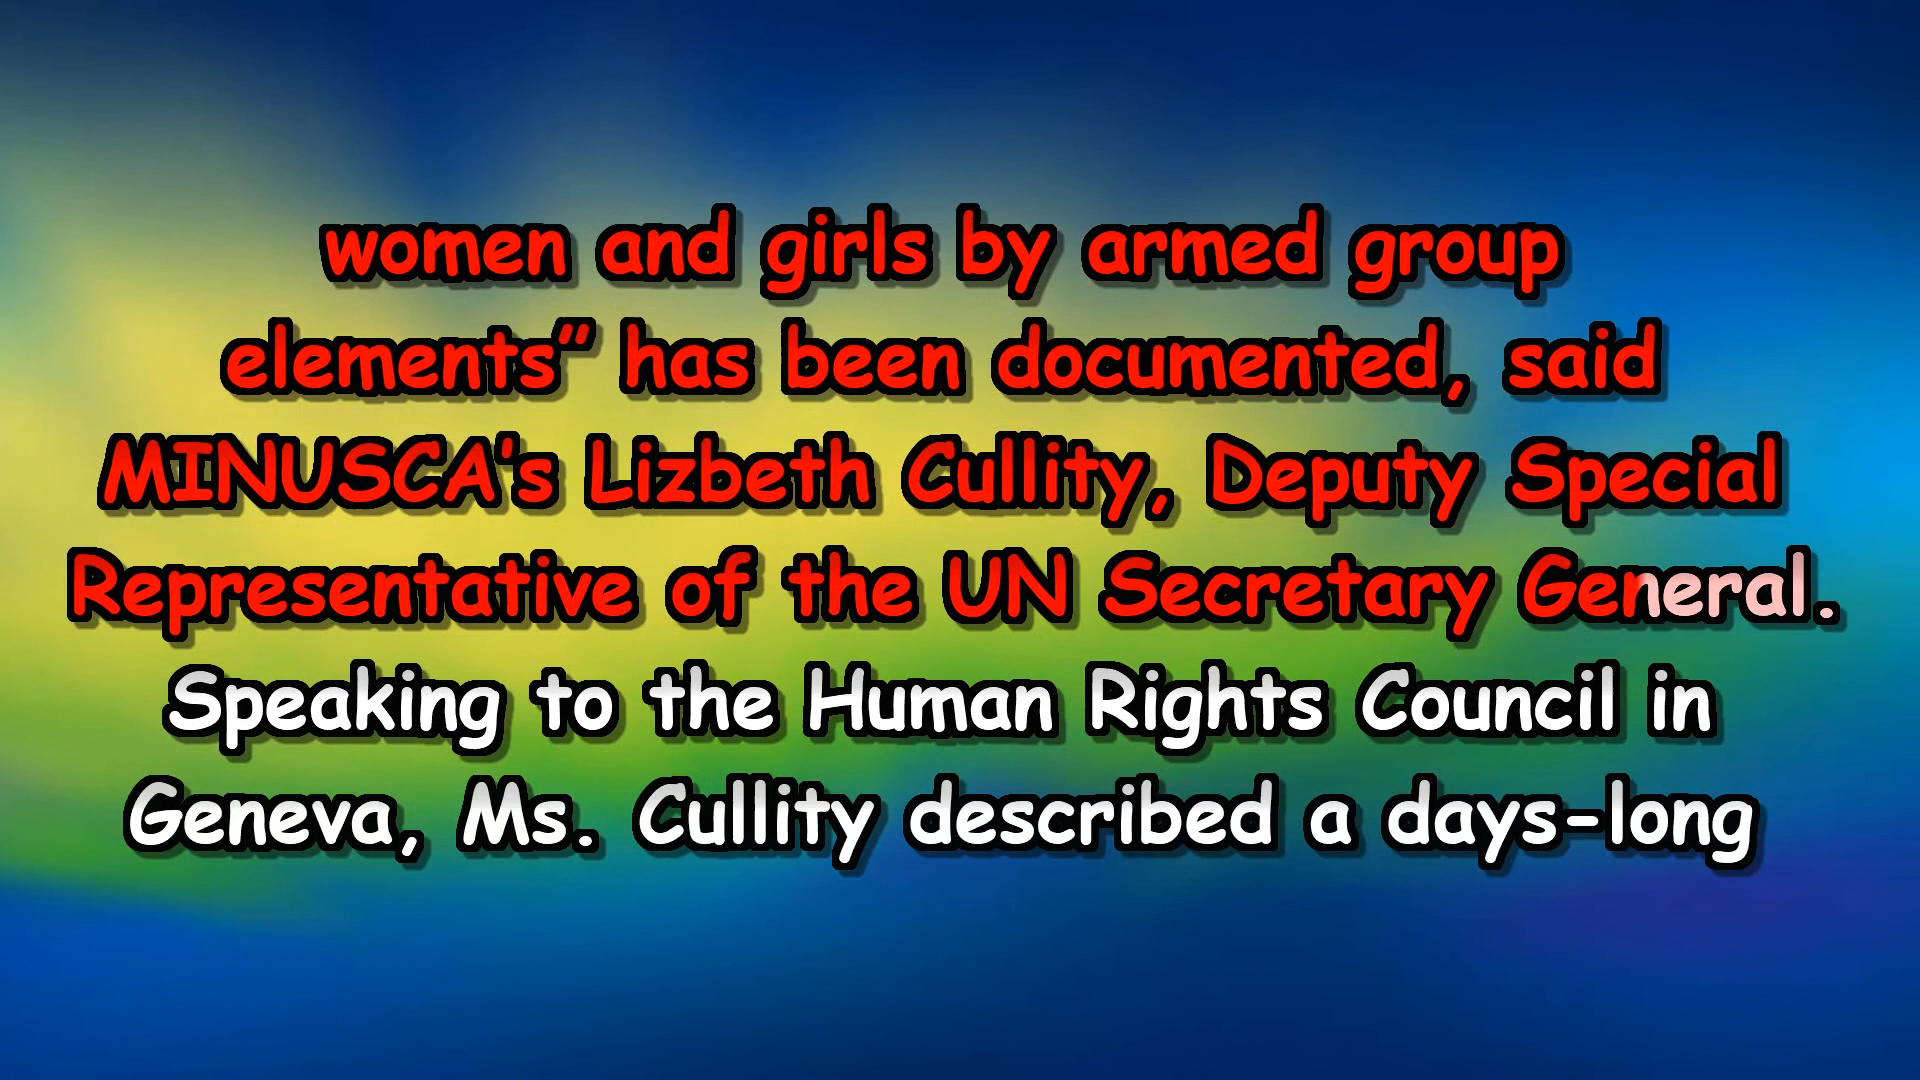 women and girls by armed group
elements” has been documented, said
MINUSCA's Lizbeth Cullity, Deputy Special
Representative of the UN Secretary General.
Speaking to the Human Rights Council in
Geneva, Ms. Cullity described a days-long